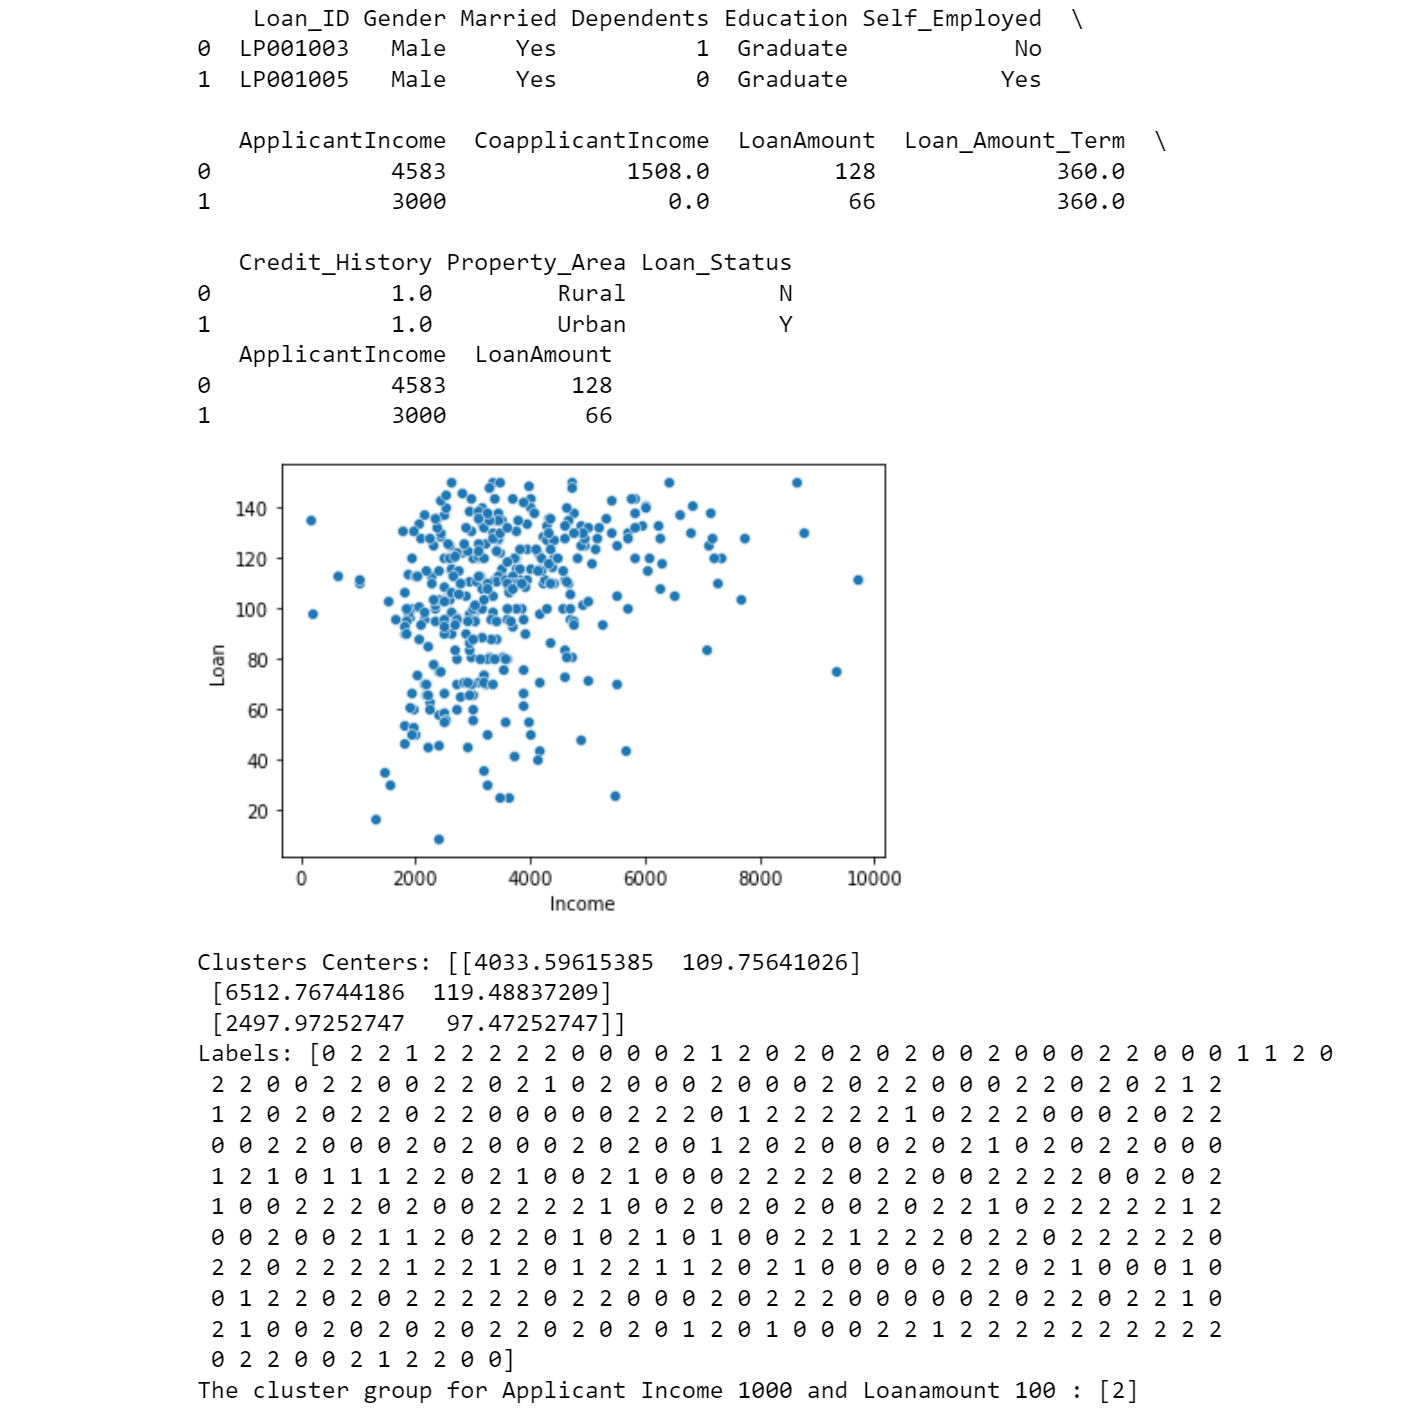 Loan_ID Gender Married Dependents Education Self_Employed \
0 LP001003 Male Yes 1 Graduate No
1 LP001005 Male Yes 0 Graduate Yes
ApplicantIncome CoapplicantIncome LoanAmount Loan_Amount_Term \
0 4583 1508.0 128 360.0
1 3000 0.0 66 360.0
Credit_History Property_Area Loan_Status
0 1.0 Rural N
1 1.0 Urban Y
ApplicantIncome LoanAmount
0 4583 128
1 3000 66
140
120
100
80
60
40
20
Loan
0 2000 4000 6000 8000 10000
Income
Clusters Centers: [[4033.59615385 109.75641026]
[6512.76744186 119.48837209]
[2497.97252747 97.47252747]]
Labels: [0 2 2 1 2 2 2 2 2 0 0 0 0 2 1 2 0 2 0 2 0 2 0 0 2 0 0 0 2 2 0 0 0 1 1 2 0
2 2 0 0 2 2 0 0 2 2 0 2 1 0 2 0 0 0 2 0 0 0 2 0 2 2 0 0 0 2 2 0 2 0 2 1 2
1 2 0 2 0 2 2 0 2 2 0 0 0 0 0 2 2 2 0 1 2 2 2 2 2 1 0 2 2 2 0 0 0 2 0 2 2
0 0 2 2 0 0 0 2 0 2 0 0 0 2 0 2 0 0 1 2 0 2 0 0 0 2 0 2 1 0 2 0 2 2 0 0 0
1 2 1 0 1 1 1 2 2 0 2 1 0 0 2 1 0 0 0 2 2 2 2 0 2 2 0 0 2 2 2 2 0 0 2 0 2
1 0 0 2 2 2 0 2 0 0 2 2 2 2 1 0 0 2 0 2 0 2 0 0 2 0 2 2 1 0 2 2 2 2 2 1 2
0 0 2 0 0 2 1 1 2 0 2 2 0 1 0 2 1 0 1 0 0 2 2 1 2 2 2 0 2 2 0 2 2 2 2 2 0
2 2 0 2 2 2 2 1 2 2 1 2 0 1 2 2 1 1 2 0 2 1 0 0 0 0 0 2 2 0 2 1 0 0 0 1 0
0 1 2 2 0 2 0 2 2 2 2 2 0 2 2 0 0 0 2 0 2 2 2 0 0 0 0 0 2 0 2 2 0 2 2 1 0
2 1 0 0 2 0 2 0 2 0 2 2 0 2 0 2 0 1 2 0 1 0 0 0 2 2 1 2 2 2 2 2 2 2 2 2 2
0 2 2 0 0 2 1 2 2 0 0]
The cluster group for Applicant Income 1000 and Loanamount 100 : [2]